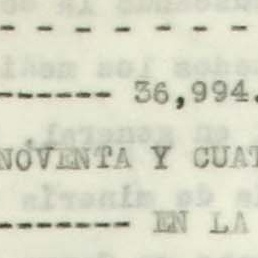 - - - - - - - -
------ 36,994.
NOVENTA Y CUAT
------- EN LA